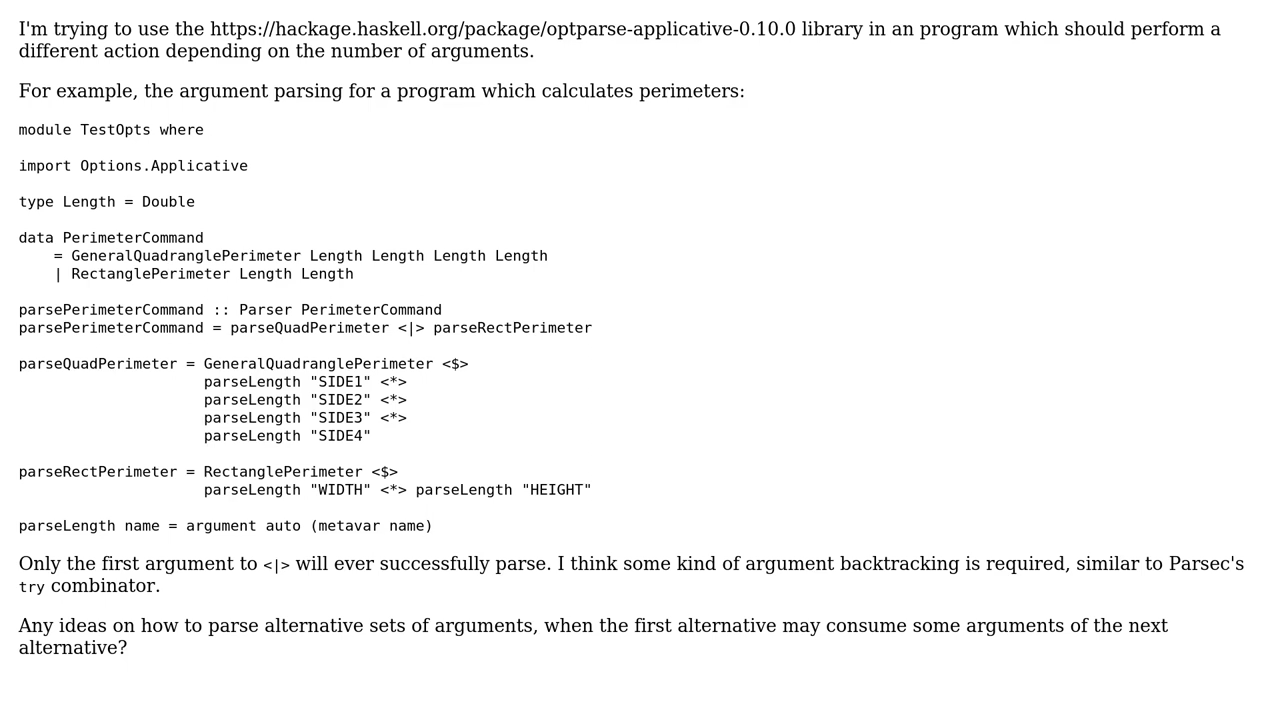 I'm trying to use the https://hackage.haskell.org/package/optparse-applicative-0.10.0 library in an program which should perform a
different action depending on the number of arguments.
For example, the argument parsing for a program which calculates perimeters:
module TestOpts where
import Options.Applicative
type Length = Double
data PerimeterCommand
    = GeneralQuadranglePerimeter Length Length Length Length
    | RectanglePerimeter Length Length
parsePerimeterCommand :: Parser PerimeterCommand
parsePerimeterCommand = parseQuadPerimeter <|> parseRectPerimeter
parseQuadPerimeter = GeneralQuadranglePerimeter <$>
                     parseLength "SIDE1" <*>
                     parseLength "SIDE2" <*>
                     parseLength "SIDE3" <*>
                     parseLength "SIDE4"
parseRectPerimeter = RectanglePerimeter <$>
                     parseLength "WIDTH" <*> parseLength "HEIGHT"
parseLength name = argument auto (metavar name)
Only the first argument to <|> will ever successfully parse. I think some kind of argument backtracking is required, similar to Parsec's
try combinator.
Any ideas on how to parse alternative sets of arguments, when the first alternative may consume some arguments of the next
alternative?